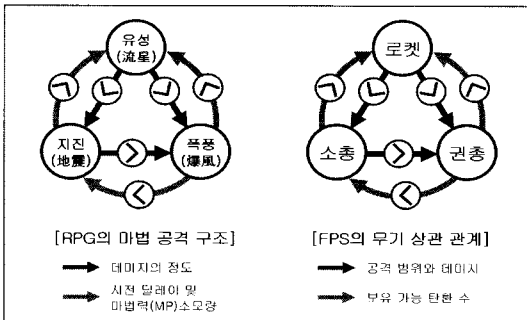 유성
(流星)
지진
(地震)
폭풍
(爆風)
[RPG의 마법 공격 구조]
데미지의 정도
시전 딜레이 및
마법력(MP)소모량
로켓
소총
권총
[FPS의 무기 상관 관계]
공격 범위와 데미지
보유 가능 탄환 수